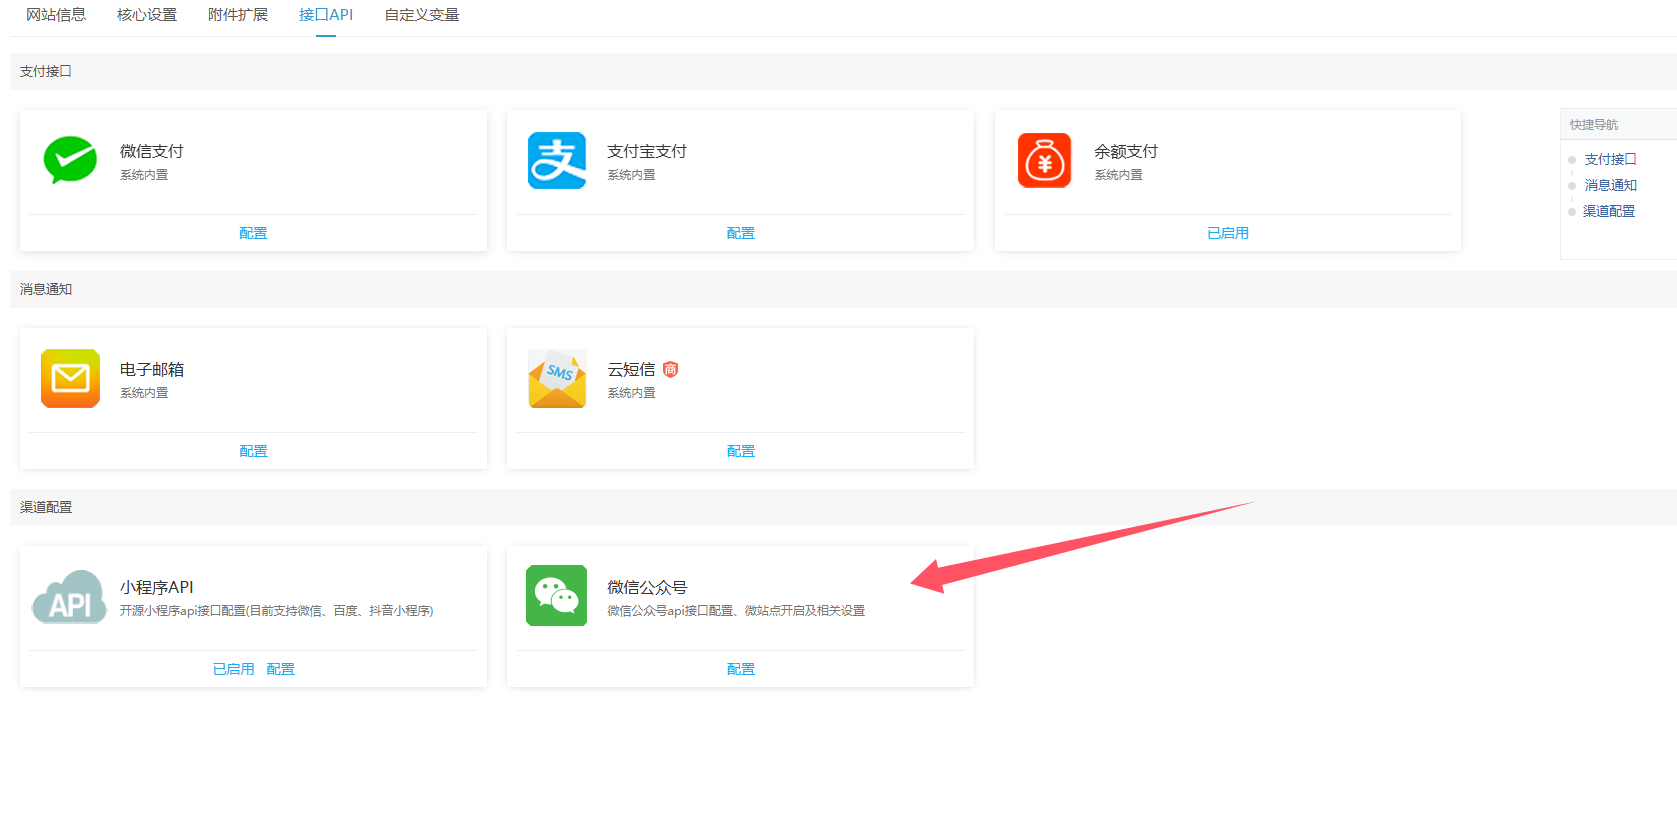 网站信息 核心设置 附件扩展 接口API 自定义变量
支付接口
微信支付
系统内置
配置
支付宝支付
系统内置
配置
余额支付
系统内置
已启用
快捷导航
支付接口
消息通知
渠道配置
消息通知
电子邮箱
系统内置
配置
SMS
云短信 商
系统内置
配置
渠道配置
API
小程序API
开源小程序api接口配置(目前支持微信、百度、抖音小程序)
已启用 配置
微信公众号
微信公众号api接口配置、微站点开启及相关设置
配置